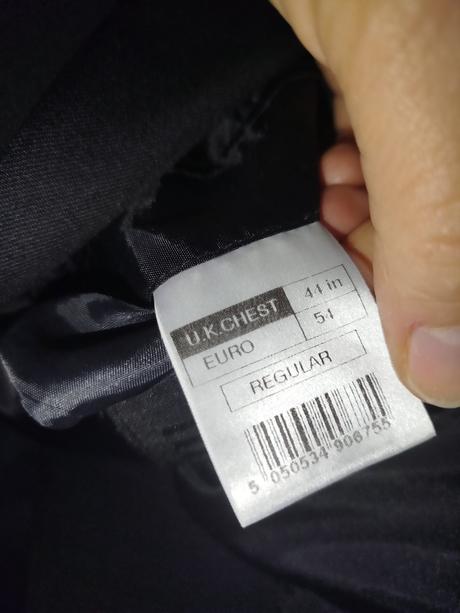 U.K.CHEST 44 in
EURO 54
REGULAR
5 050534 906755